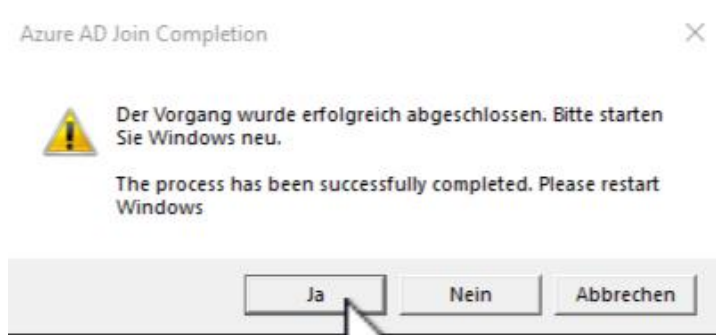 Azure AD Join Completion
Der Vorgang wurde erfolgreich abgeschlossen. Bitte starten
Sie Windows neu.
The process has been successfully completed. Please restart
Windows
Ja
Nein
Abbrechen